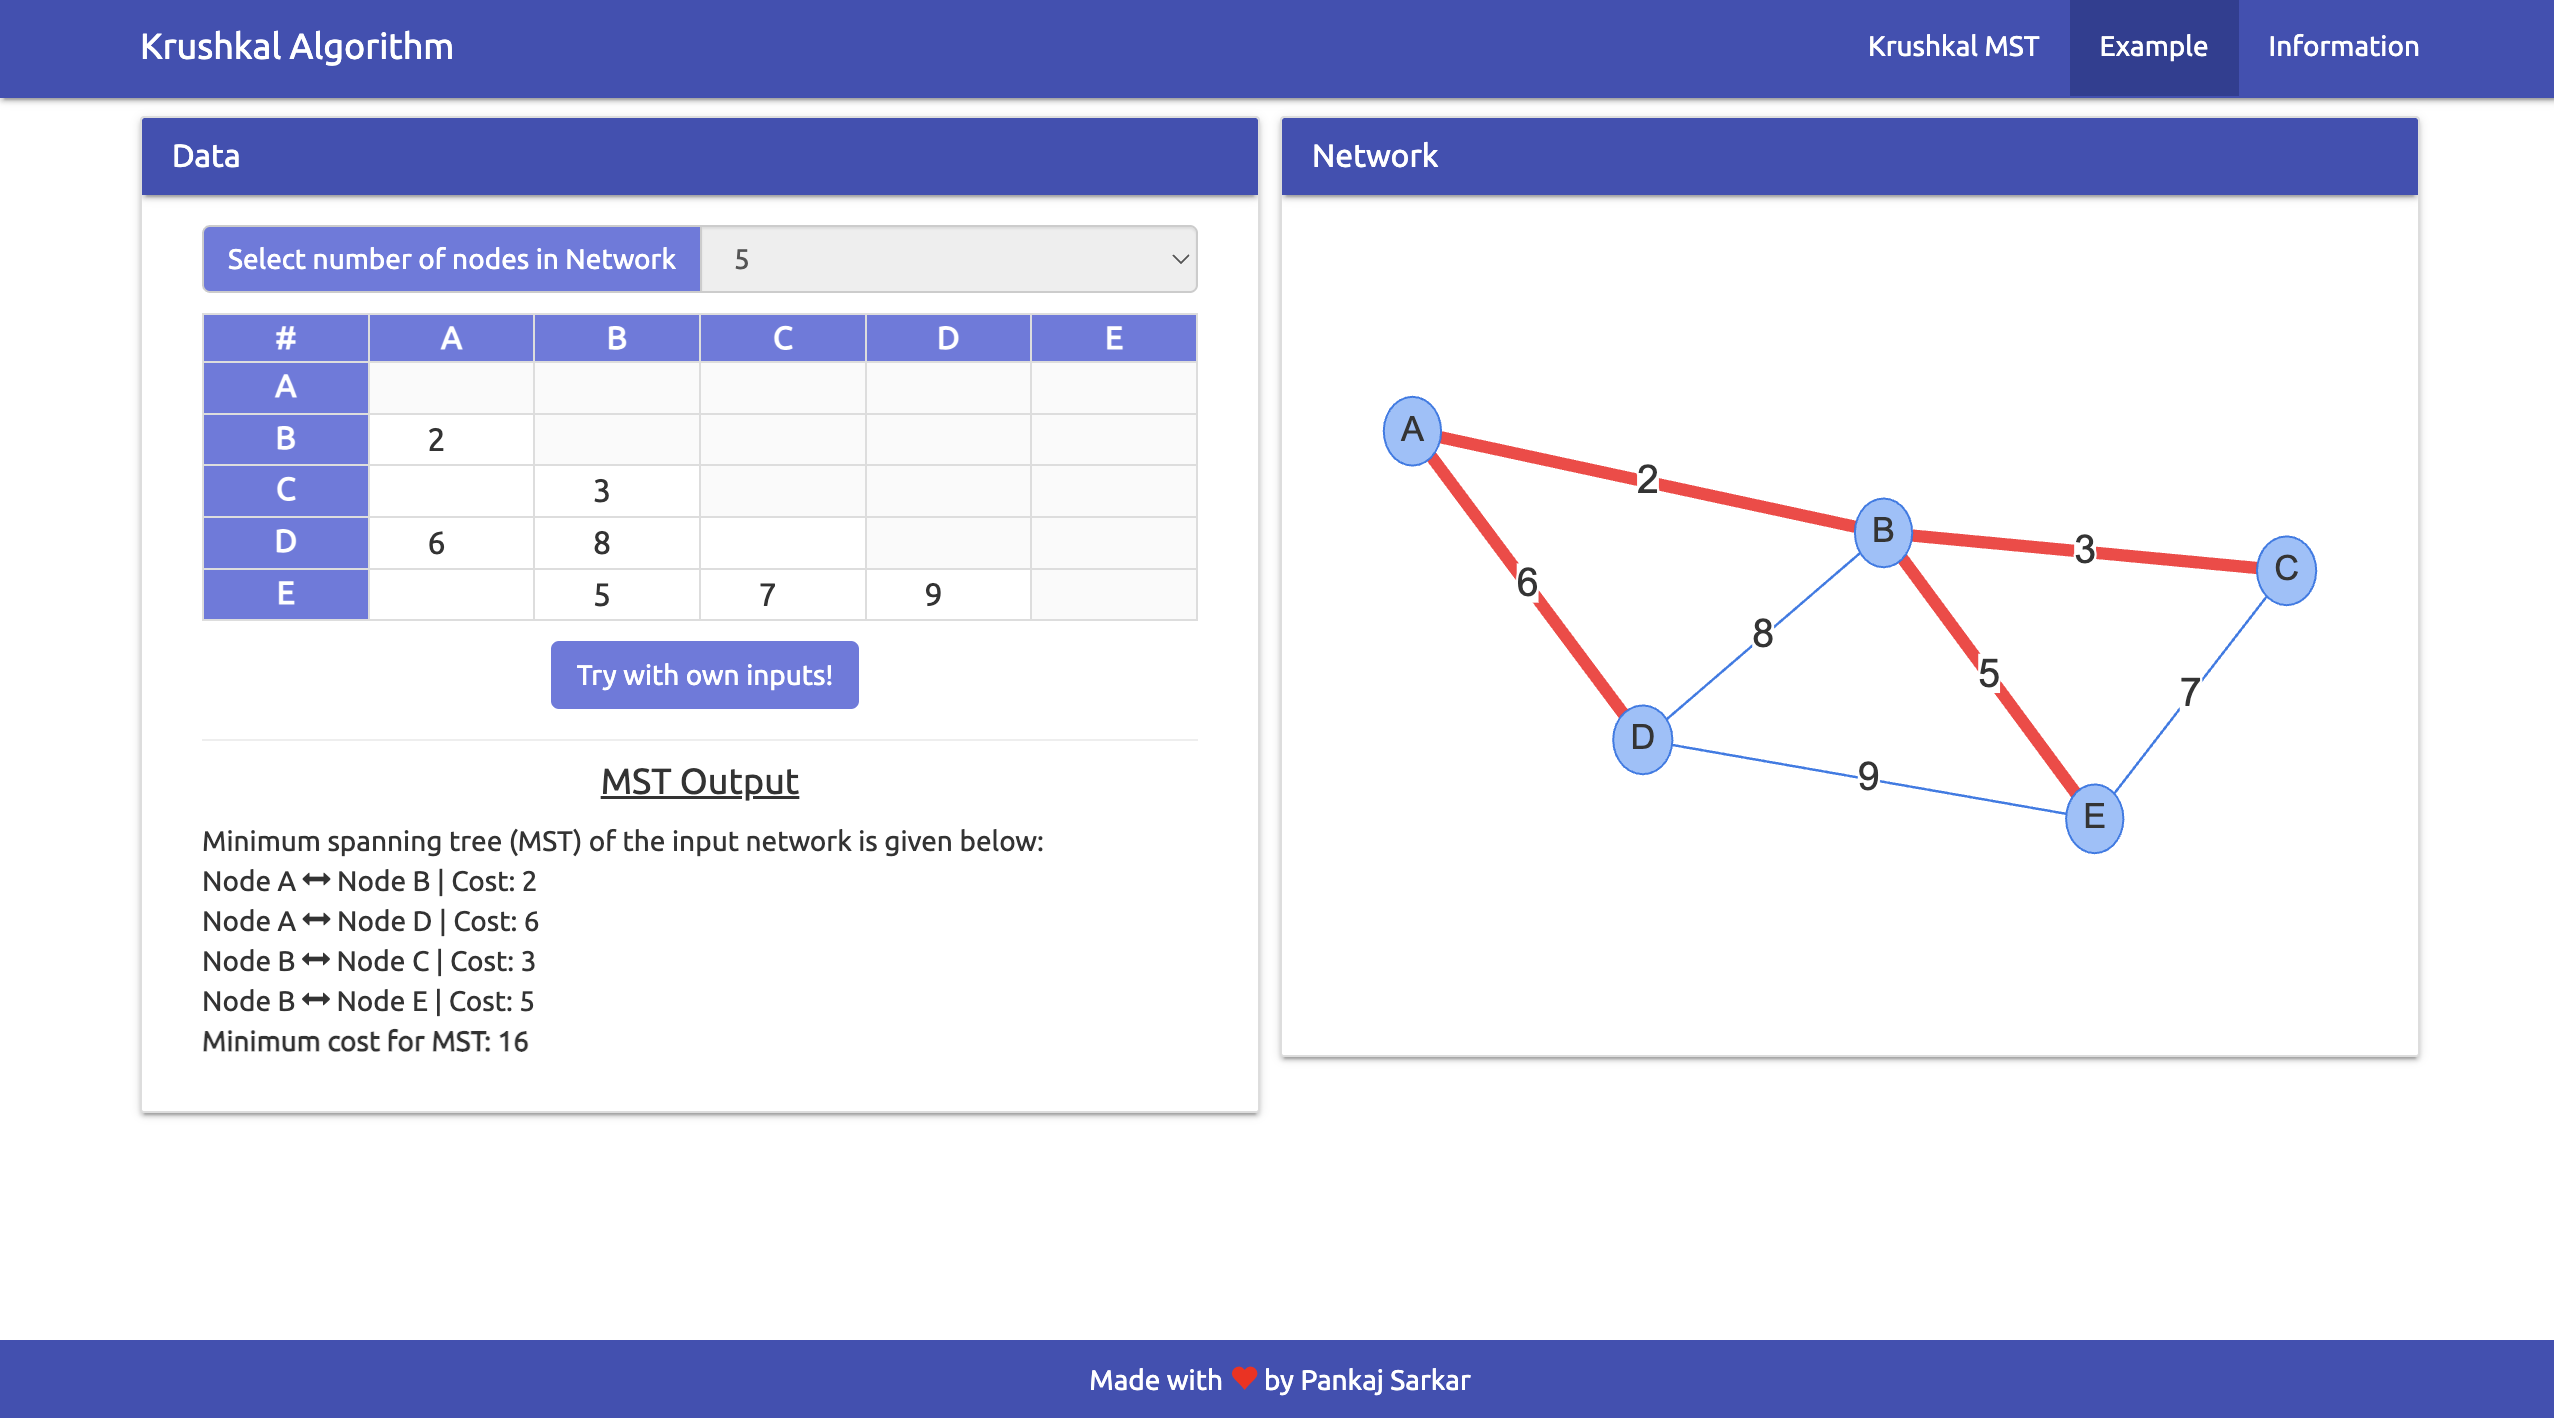 Krushkal Algorithm
Krushkal MST Example Information
Data
Select number of nodes in Network 5
# A B C D E
A
B 2
C 3
D 6 8
E 5 7 9
Try with own inputs!
MST Output
Minimum spanning tree (MST) of the input network is given below:
Node A ↔ Node B | Cost: 2
Node A ↔ Node D | Cost: 6
Node B ↔ Node C | Cost: 3
Node B ↔ Node E | Cost: 5
Minimum cost for MST: 16
Network
A
2
B
3
C
6
8
5
7
D
9
E
Made with ❤ by Pankaj Sarkar